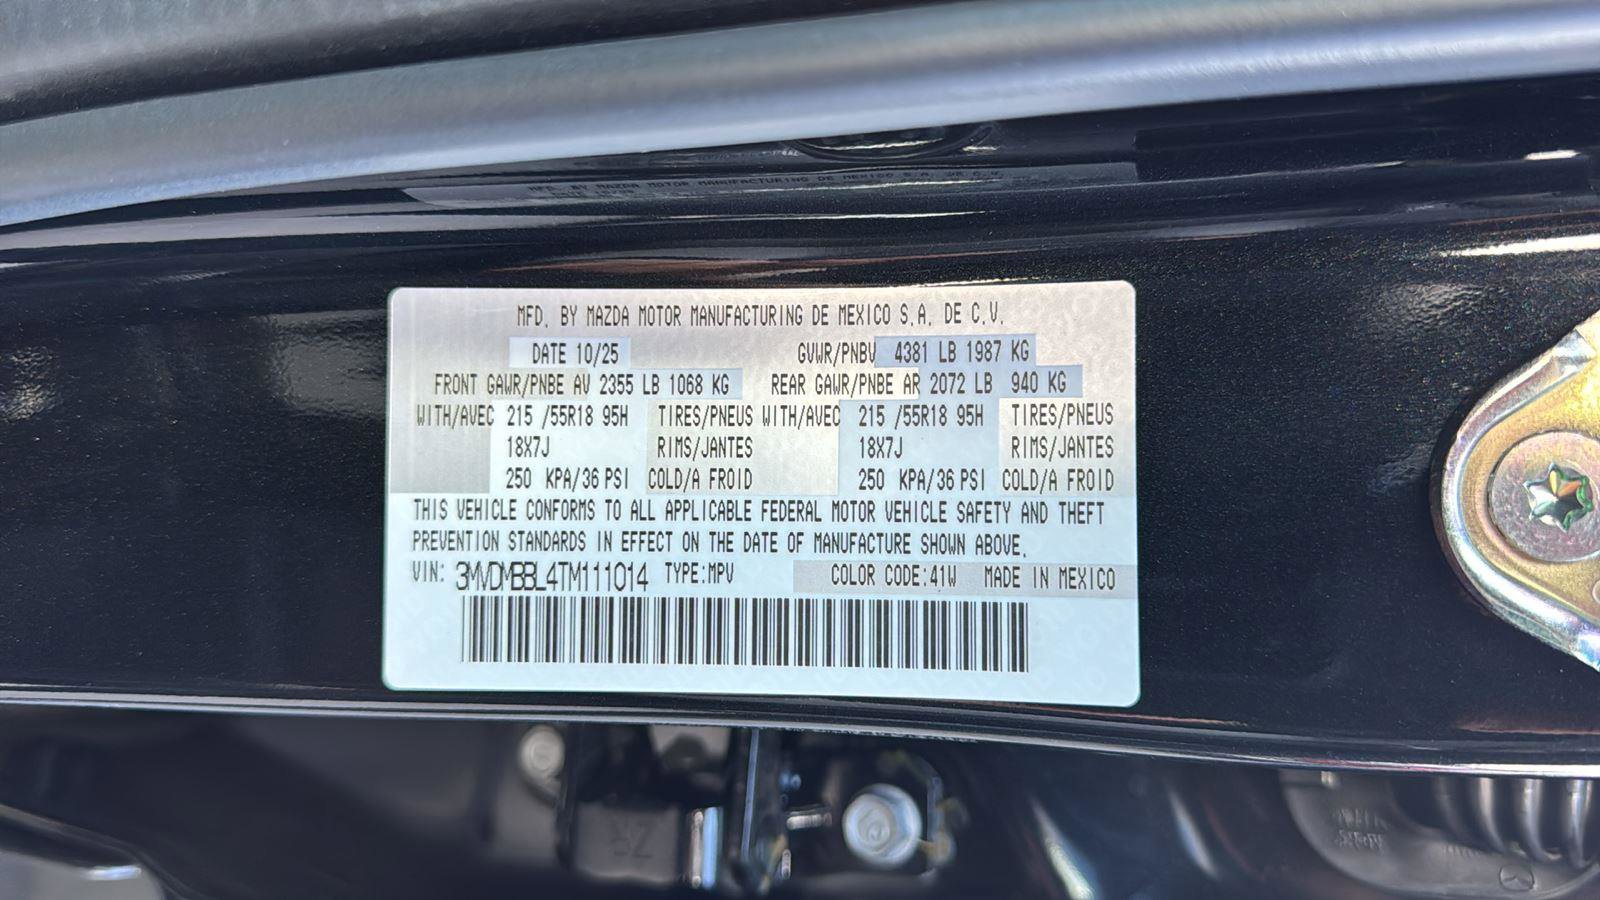 MFD. BY MAZDA MOTOR MANUFACTURING DE MEXICO S.A. DE C.V.
DATE 10/25 GVWR/PNBV 4381 LB 1987 KG
FRONT GAWR/PNBE AV 2355 LB 1068 KG REAR GAWR/PNBE AR 2072 LB 940 KG
WITH/AVEC 215 /55R18 95H TIRES/PNEUS WITH/AVEC 215 /55R18 95H TIRES/PNEUS
18X7J RIMS/JANTES 18X7J RIMS/JANTES
250 KPA/36 PSI COLD/A FROID 250 KPA/36 PSI COLD/A FROID
THIS VEHICLE CONFORMS TO ALL APPLICABLE FEDERAL MOTOR VEHICLE SAFETY AND THEFT
PREVENTION STANDARDS IN EFFECT ON THE DATE OF MANUFACTURE SHOWN ABOVE.
VIN: 3MVDMBBL4TM111014 TYPE:MPV COLOR CODE:41W MADE IN MEXICO